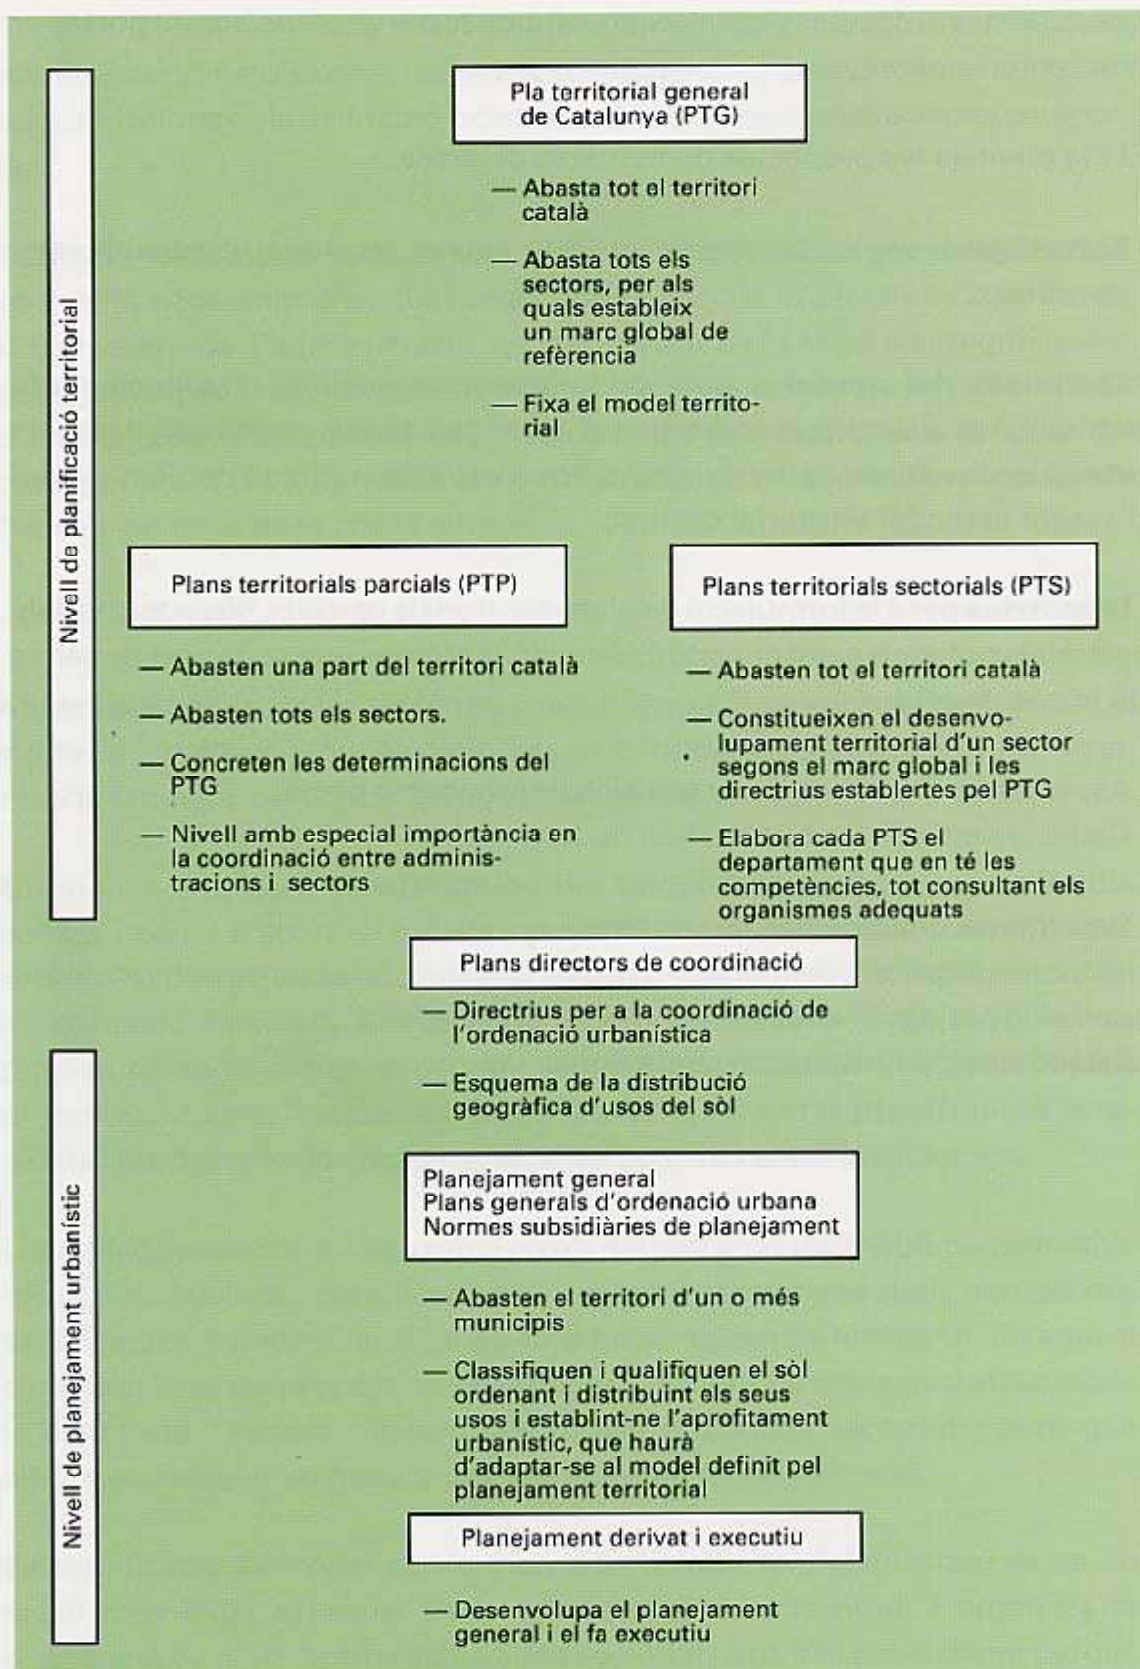 Nivell de planificació territorial
Pla territorial general
de Catalunya (PTG)
— Abasta tot el territori
català
— Abasta tots els
sectors, per als
quals estableix
un marc global de
refèrencia
— Fixa el model territo-
rial
Plans territorials parcials (PTP)
— Abasten una part del territori català
— Abasten tots els sectors.
— Concreten les determinacions del
PTG
— Nivell amb especial importància en
la coordinació entre adminis-
tracions i sectors
Plans territorials sectorials (PTS)
— Abasten tot el territori català
— Constitueixen el desenvo-
lupament territorial d'un sector
segons el marc global i les
directrius establertes pel PTG
— Elabora cada PTS el
departament que en té les
competències, tot consultant els
organismes adequats
Plans directors de coordinació
— Directrius per a la coordinació de
l'ordenació urbanística
— Esquema de la distribució
geogràfica d'usos del sòl
Nivell de planejament urbanístic
Planejament general
Plans generals d'ordenació urbana
Normes subsidiàries de planejament
— Abasten el territori d'un o més
municipis
— Classifiquen i qualifiquen el sòl
ordenant i distribuint els seus
usos i establint-ne l'aprofitament
urbanístic, que haurà
d'adaptar-se al model definit pel
planejament territorial
Planejament derivat i executiu
— Desenvolupa el planejament
general i el fa executiu